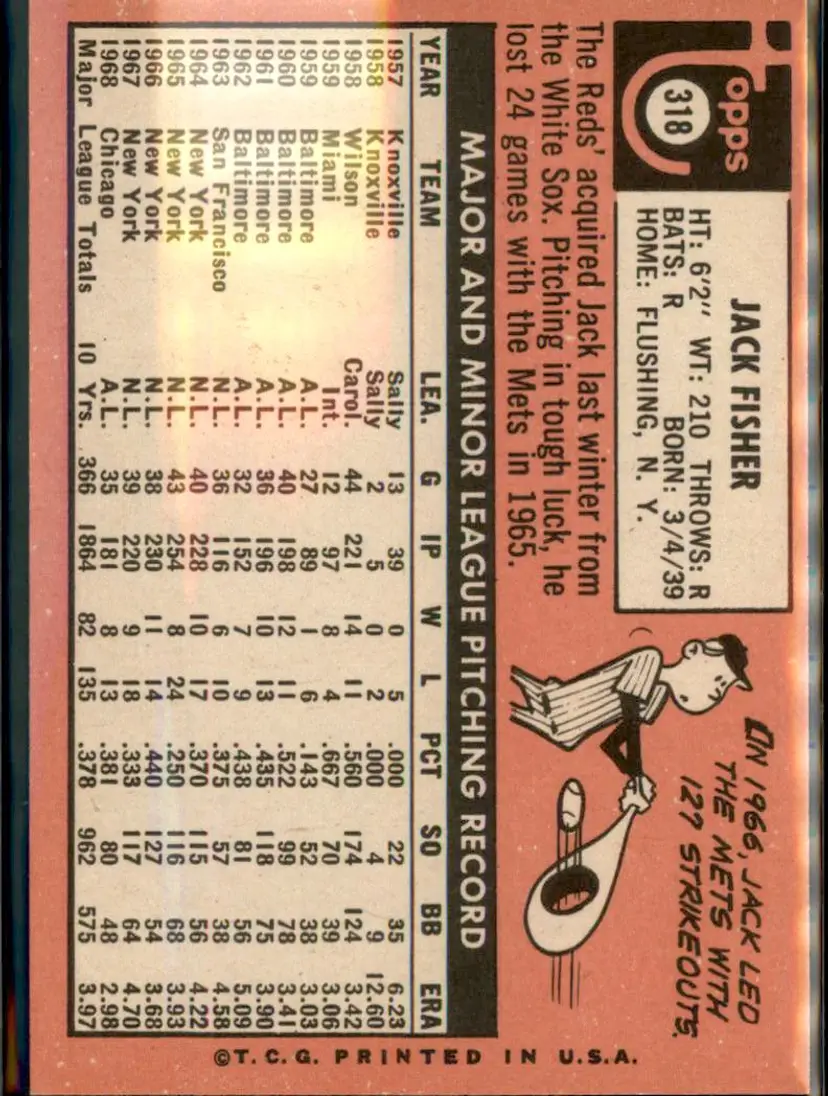 Topps
318
JACK FISHER
HT: 6'2" WT: 210 THROWS: R
BATS: R BORN: 3/4/39
HOME: FLUSHING, N. Y.
The Reds' acquired Jack last winter from
the White Sox. Pitching in tough luck, he
lost 24 games with the Mets in 1965.
IN 1966, JACK LED
THE METS WITH
127 STRIKEOUTS.
MAJOR AND MINOR LEAGUE PITCHING RECORD
YEAR TEAM LEA. G IP W L PCT SO BB ERA
1957 Knoxville Sally 13 39 0 5 .000 22 35 6.23
1958 Knoxville Sally 2 5 0 2 .000 4 9 12.60
1958 Wilson Carol. 44 221 14 11 .560 174 124 3.42
1959 Miami Int. 12 97 8 4 .667 70 39 3.06
1959 Baltimore A.L. 27 89 1 6 .143 52 38 3.03
1960 Baltimore A.L. 40 198 12 11 .522 99 78 3.41
1961 Baltimore A.L. 36 196 10 13 .435 118 75 3.90
1962 Baltimore A.L. 32 152 7 9 .438 81 56 5.09
1963 San Francisco N.L. 36 116 6 10 .375 57 38 4.58
1964 New York N.L. 40 228 10 17 .370 115 56 4.22
1965 New York N.L. 43 254 8 24 .250 116 68 3.93
1966 New York N.L. 38 230 11 14 .440 127 54 3.68
1967 New York N.L. 39 220 9 18 .333 117 64 4.70
1968 Chicago A.L. 35 181 8 13 .381 80 48 2.98
Major League Totals 10 Yrs. 366 1864 82 135 .378 962 575 3.97
©T.C.G. PRINTED IN U.S.A.